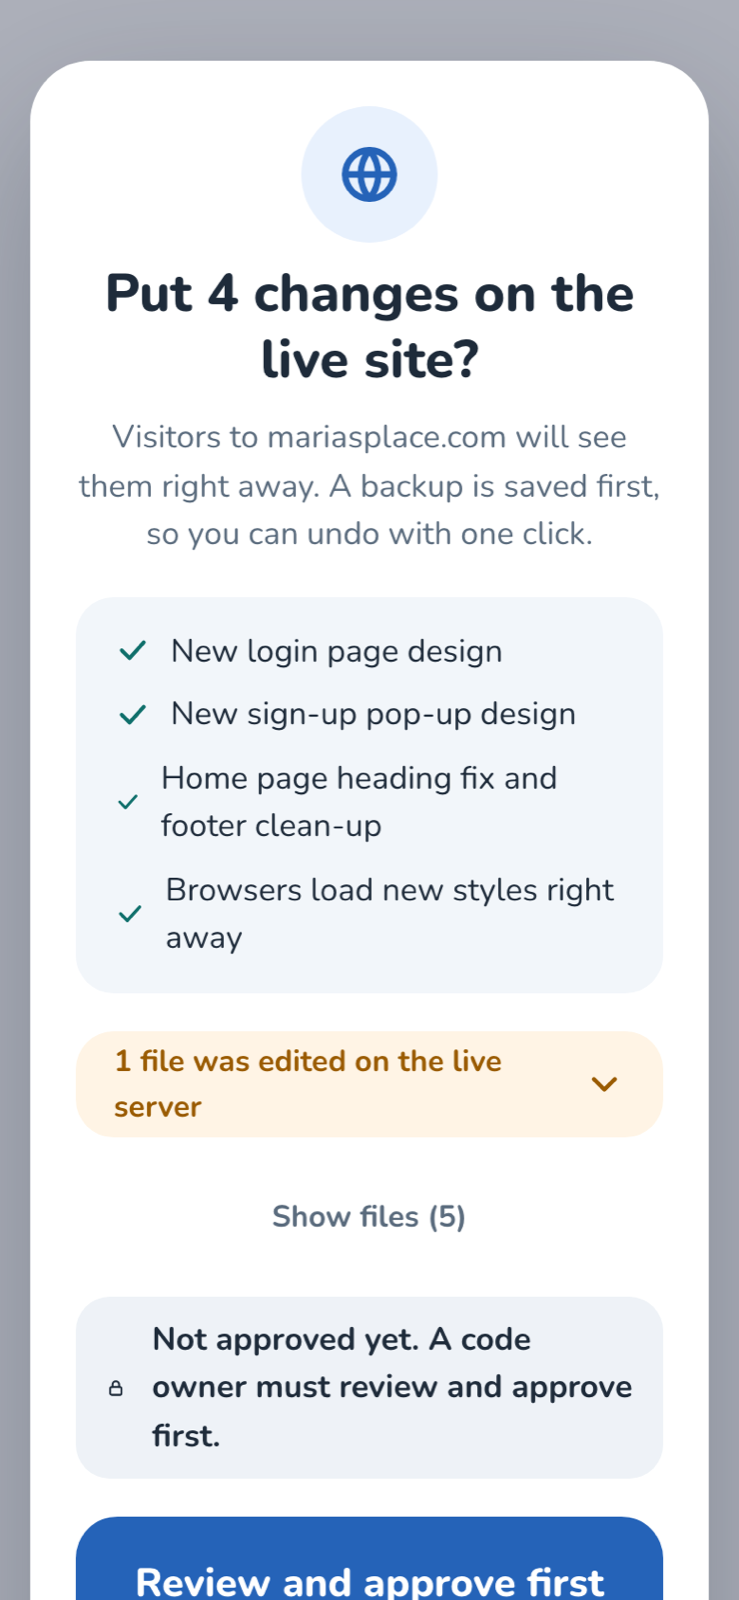 Put 4 changes on the
live site?
Visitors to mariasplace.com will see
them right away. A backup is saved first,
so you can undo with one click.
New login page design
New sign-up pop-up design
Home page heading fix and
footer clean-up
Browsers load new styles right
away
1 file was edited on the live
server
Show files (5)
Not approved yet. A code
owner must review and approve
first.
Review and approve first